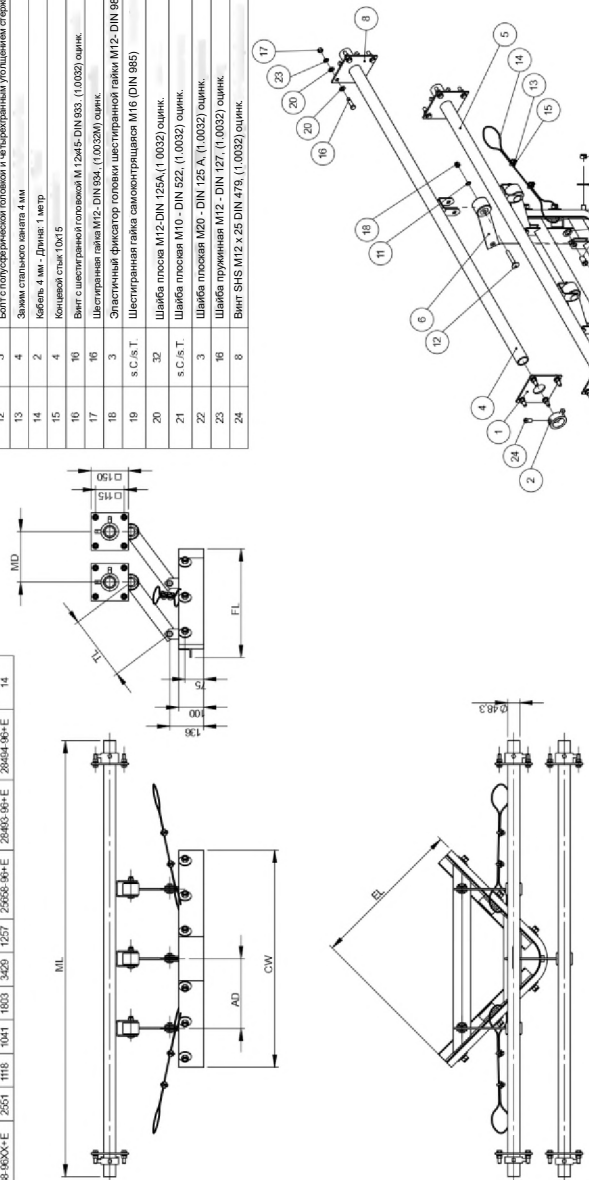 12 3 Болт с полусферической головкой и четырехгранным утолщением
13 4 Зажим стального каната 4 мм
14 2 Кабель 4 мм - Длина: 1 метр
15 4 Концевой стык 10x15
16 16 Винт с шестигранной головокой M 12x45- DIN 933. (1.0032) оцинк.
17 16 Шестигранная гайка M12- DIN 934, (1.0032M) оцинк.
18 3 Эластичный фиксатор головки шестигранной гайки M12- DIN
19 s.C./s.T. Шестигранная гайка самоконтрящаяся M16 (DIN 985)
20 32 Шайба плоска M12-DIN 125A,(1 0032) оцинк.
21 s.C./s.T. Шайба плоская M10 - DIN 522, (1.0032) оцинк.
22 3 Шайба плоская M20 - DIN 125 A, (1.0032) оцинк.
23 16 Шайба пружинная M12 - DIN 127, (1.0032) оцинк.
24 8 Винт SHS M12 x 25 DIN 479, (1.0032) оцинк.
8-96XX+E 2551 1118 1041 1803 3429 1257 25658-96+E 28493-96+E 28494-96+E 14
MD
□ 150
□ 115
TL
FL
75
100
136
ML
AD
CW
EL
Ø 48,3
17
23
20
20
16
8
5
14
13
15
18
11
6
12
4
1
24
2